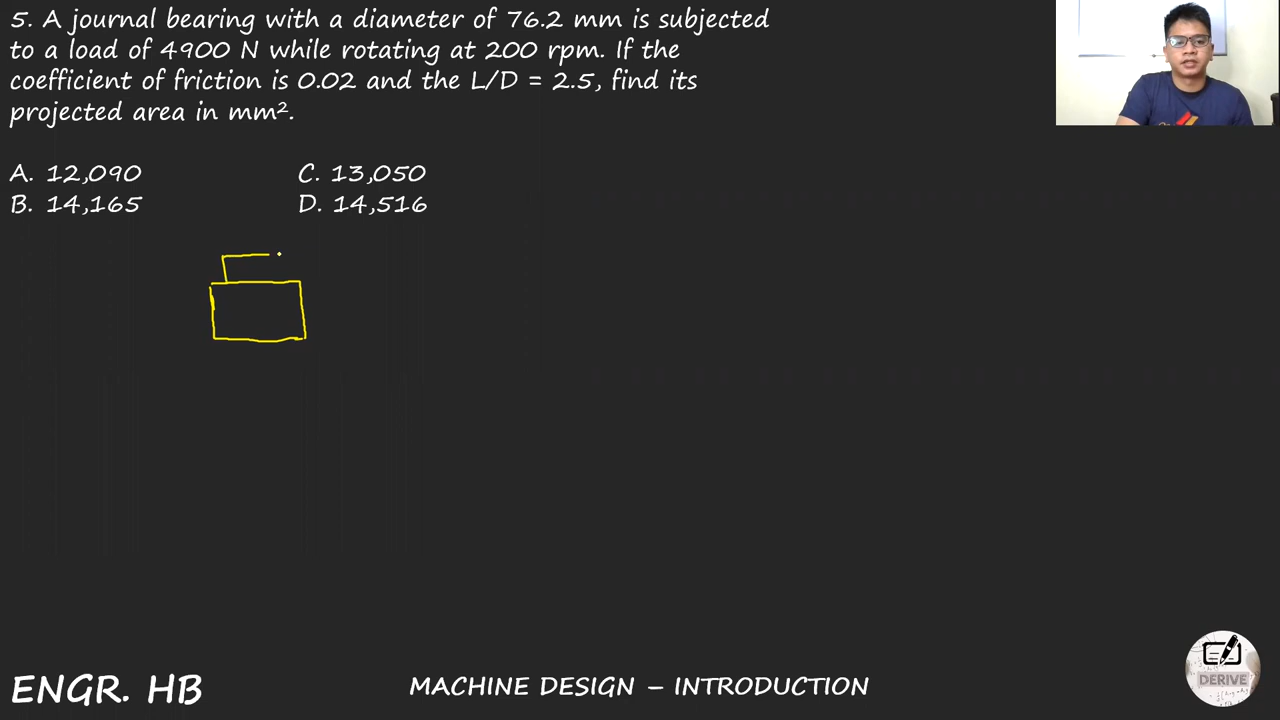 5. A journal bearing with a diameter of 76.2 mm is subjected
to a load of 4900 N while rotating at 200 rpm. If the
coefficient of friction is 0.02 and the L/D = 2.5, find its
projected area in mm².
A. 12,090 C. 13,050
B. 14,165 D. 14,516
DERIVE
ENGR. HB MACHINE DESIGN – INTRODUCTION